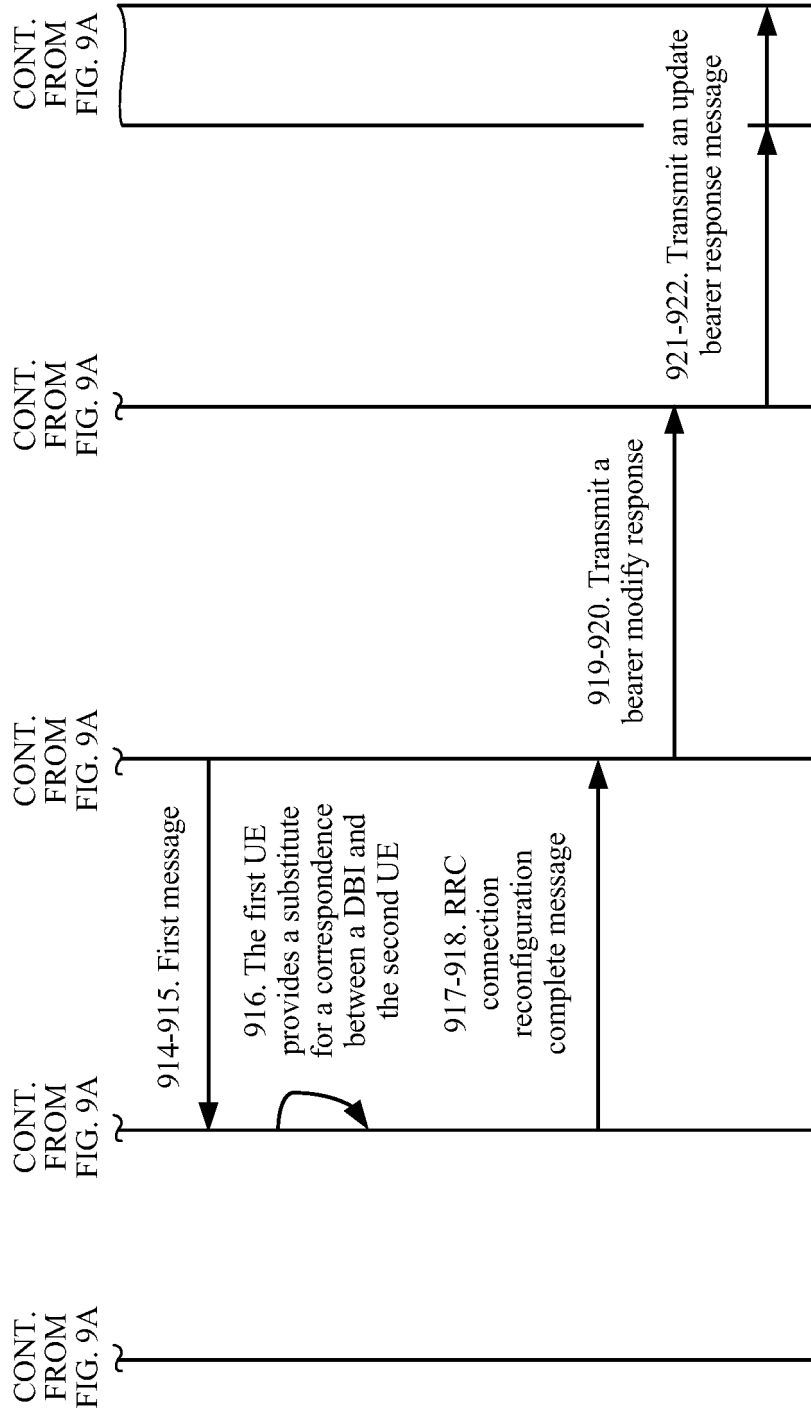 CONT.
FROM
FIG. 9A
CONT.
FROM
FIG. 9A
CONT.
FROM
FIG. 9A
CONT.
FROM
FIG. 9A
CONT.
FROM
FIG. 9A
914-915. First message
916. The first UE
provides a substitute
for a correspondence
between a DBI and
the second UE
917-918. RRC
connection
reconfiguration
complete message
919-920. Transmit a
bearer modify response
921-922. Transmit an update
bearer response message